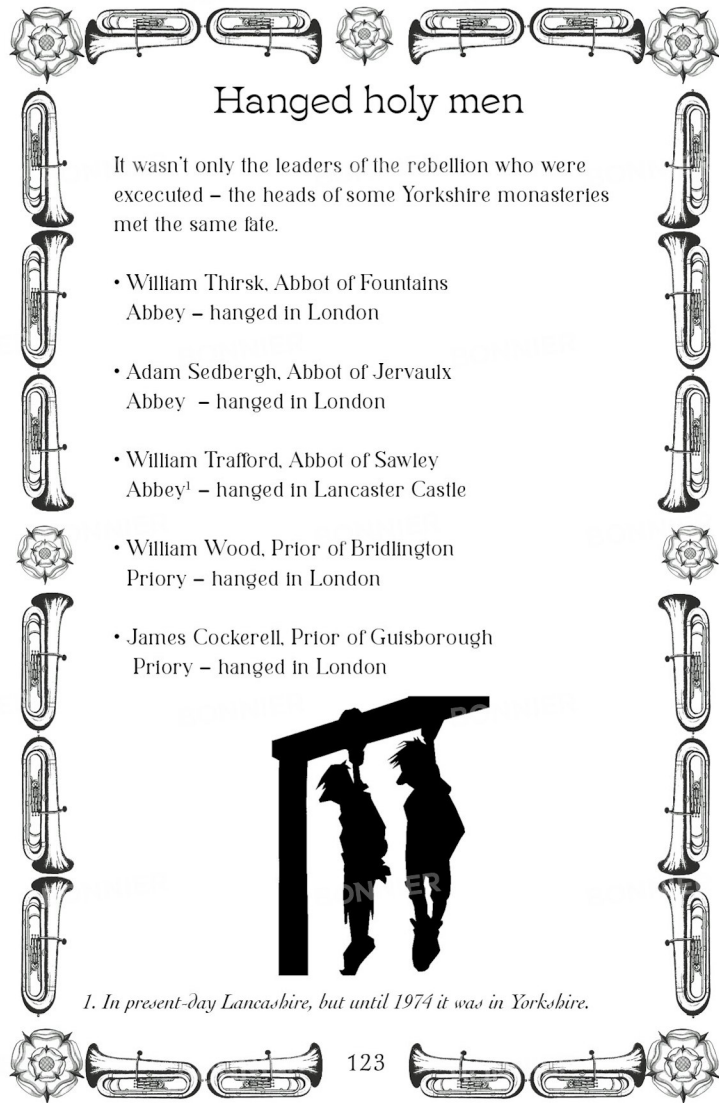 Hanged holy men
It wasn't only the leaders of the rebellion who were
excecuted – the heads of some Yorkshire monasteries
met the same fate.
• William Thirsk, Abbot of Fountains
Abbey – hanged in London
• Adam Sedbergh, Abbot of Jervaulx
Abbey – hanged in London
• William Trafford, Abbot of Sawley
Abbey¹ – hanged in Lancaster Castle
• William Wood, Prior of Bridlington
Priory – hanged in London
• James Cockerell, Prior of Guisborough
Priory – hanged in London
1. In present-day Lancashire, but until 1974 it was in Yorkshire.
123